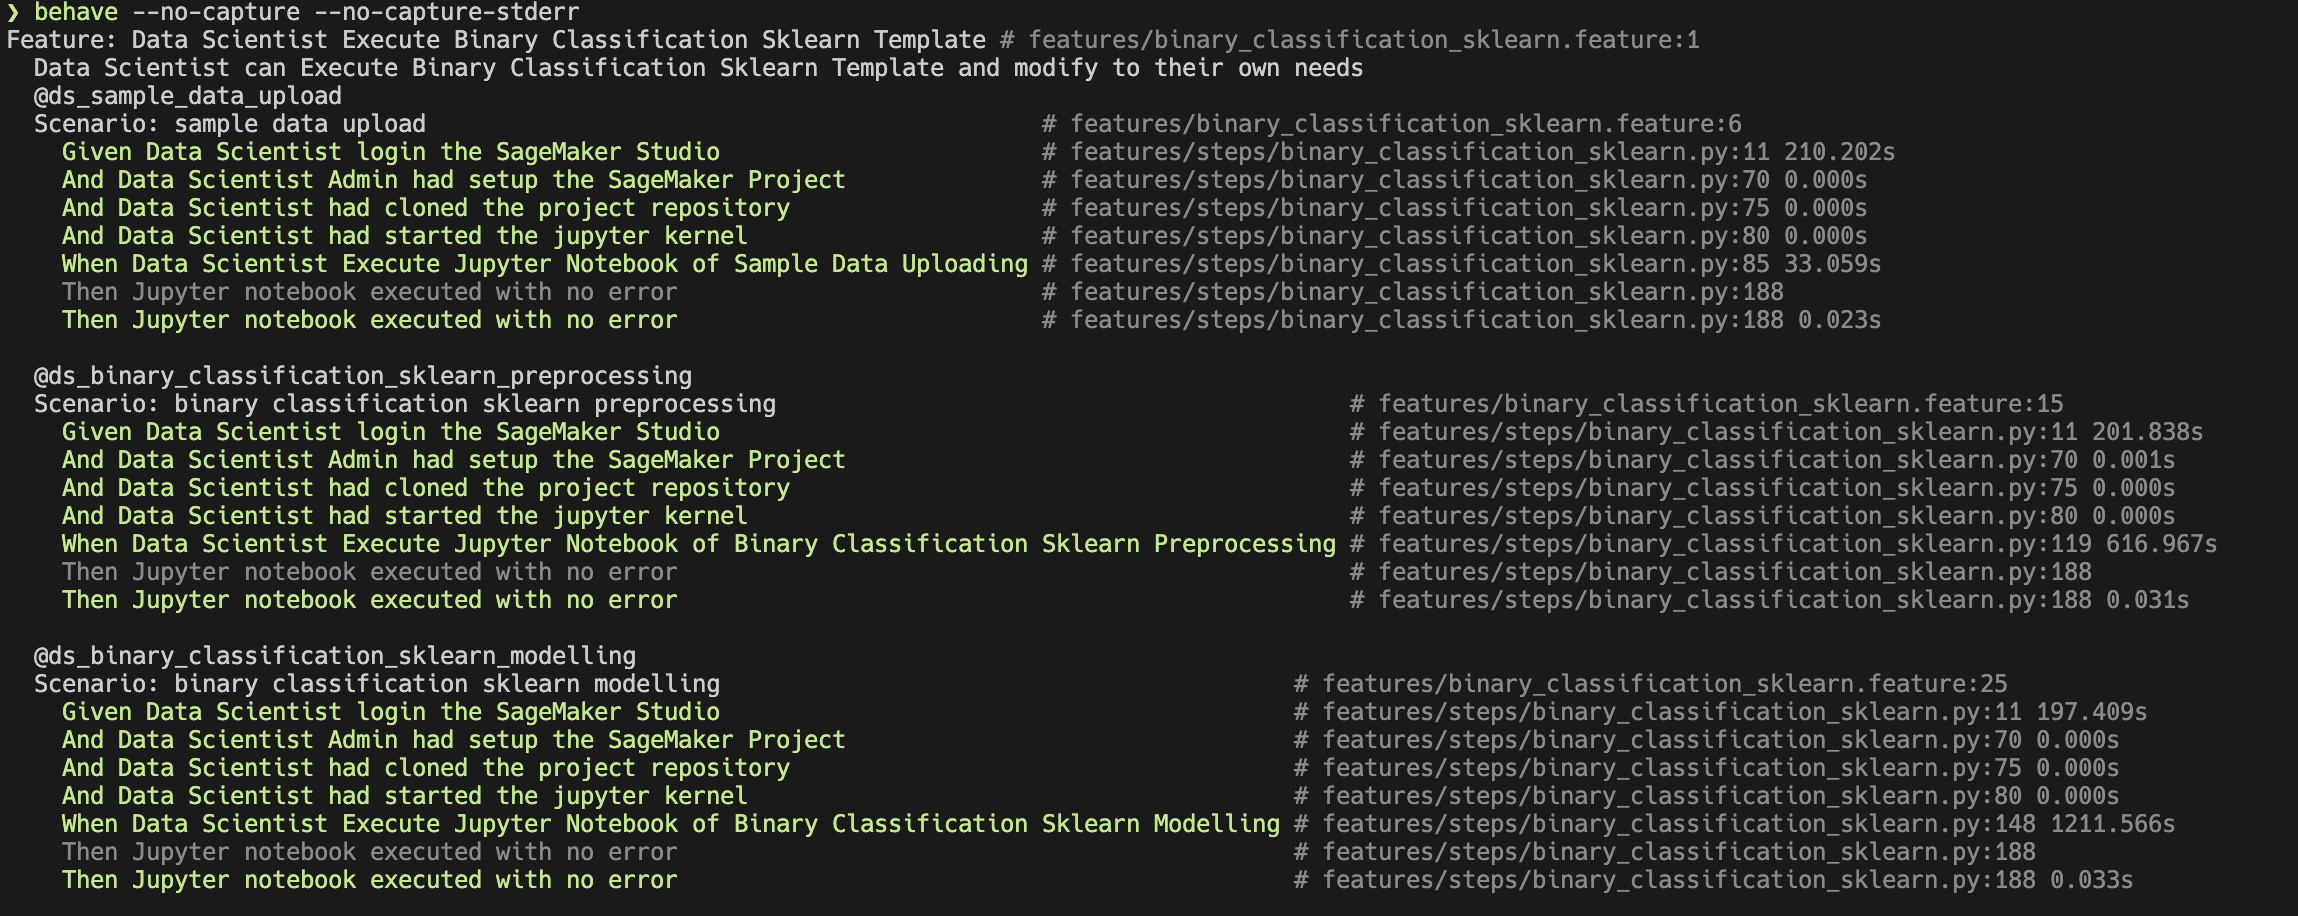 ❯ behave --no-capture --no-capture-stderr
Feature: Data Scientist Execute Binary Classification Sklearn Template # features/binary_classification_sklearn.feature:1
  Data Scientist can Execute Binary Classification Sklearn Template and modify to their own needs
  @ds_sample_data_upload
  Scenario: sample data upload                                            # features/binary_classification_sklearn.feature:6
    Given Data Scientist login the SageMaker Studio                       # features/steps/binary_classification_sklearn.py:11 210.202s
    And Data Scientist Admin had setup the SageMaker Project              # features/steps/binary_classification_sklearn.py:70 0.000s
    And Data Scientist had cloned the project repository                  # features/steps/binary_classification_sklearn.py:75 0.000s
    And Data Scientist had started the jupyter kernel                     # features/steps/binary_classification_sklearn.py:80 0.000s
    When Data Scientist Execute Jupyter Notebook of Sample Data Uploading # features/steps/binary_classification_sklearn.py:85 33.059s
    Then Jupyter notebook executed with no error                          # features/steps/binary_classification_sklearn.py:188
    Then Jupyter notebook executed with no error                          # features/steps/binary_classification_sklearn.py:188 0.023s

  @ds_binary_classification_sklearn_preprocessing
  Scenario: binary classification sklearn preprocessing                                         # features/binary_classification_sklearn.feature:15
    Given Data Scientist login the SageMaker Studio                                             # features/steps/binary_classification_sklearn.py:11 201.838s
    And Data Scientist Admin had setup the SageMaker Project                                    # features/steps/binary_classification_sklearn.py:70 0.001s
    And Data Scientist had cloned the project repository                                        # features/steps/binary_classification_sklearn.py:75 0.000s
    And Data Scientist had started the jupyter kernel                                           # features/steps/binary_classification_sklearn.py:80 0.000s
    When Data Scientist Execute Jupyter Notebook of Binary Classification Sklearn Preprocessing # features/steps/binary_classification_sklearn.py:119 616.967s
    Then Jupyter notebook executed with no error                                                # features/steps/binary_classification_sklearn.py:188
    Then Jupyter notebook executed with no error                                                # features/steps/binary_classification_sklearn.py:188 0.031s

  @ds_binary_classification_sklearn_modelling
  Scenario: binary classification sklearn modelling                                         # features/binary_classification_sklearn.feature:25
    Given Data Scientist login the SageMaker Studio                                         # features/steps/binary_classification_sklearn.py:11 197.409s
    And Data Scientist Admin had setup the SageMaker Project                                # features/steps/binary_classification_sklearn.py:70 0.000s
    And Data Scientist had cloned the project repository                                    # features/steps/binary_classification_sklearn.py:75 0.000s
    And Data Scientist had started the jupyter kernel                                       # features/steps/binary_classification_sklearn.py:80 0.000s
    When Data Scientist Execute Jupyter Notebook of Binary Classification Sklearn Modelling # features/steps/binary_classification_sklearn.py:148 1211.566s
    Then Jupyter notebook executed with no error                                            # features/steps/binary_classification_sklearn.py:188
    Then Jupyter notebook executed with no error                                            # features/steps/binary_classification_sklearn.py:188 0.033s